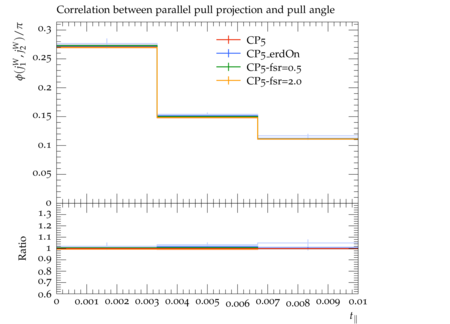 Correlation between parallel pull projection and pull angle
ϕ(j₁ᵂ, j₂ᵂ)/π
0.3
0.25
0.2
0.15
0.1
0.05
0
CP5
CP5_erdOn
CP5-fsr=0.5
CP5-fsr=2.0
Ratio
1.3
1.2
1.1
1
0.9
0.8
0.7
0.6
0 0.001 0.002 0.003 0.004 0.005 0.006 0.007 0.008 0.009 0.01
t∥